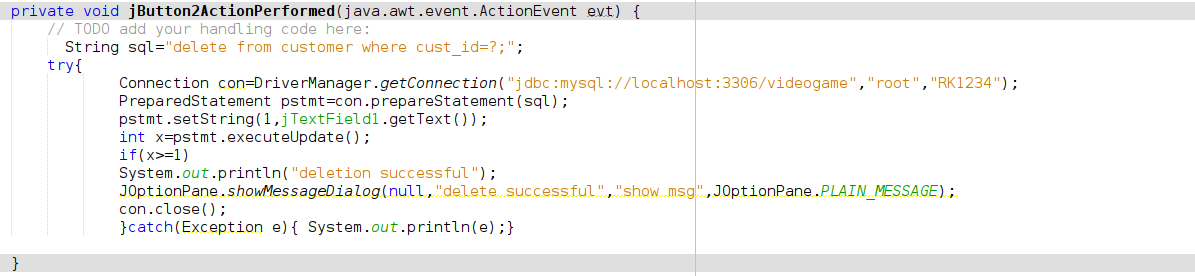 private void jButton2ActionPerformed(java.awt.event.ActionEvent evt) {
// TODO add your handling code here:
String sql="delete from customer where cust_id=?;";
try{
Connection con=DriverManager.getConnection("jdbc:mysql://localhost:3306/videogame","root","RK1234");
PreparedStatement pstmt=con.prepareStatement(sql);
pstmt.setString(1,jTextField1.getText());
int x=pstmt.executeUpdate();
if(x>=1)
System.out.println("deletion successful");
JOptionPane.showMessageDialog(null,"delete successful","show msg",JOptionPane.PLAIN_MESSAGE);
con.close();
}catch(Exception e){ System.out.println(e);}
}